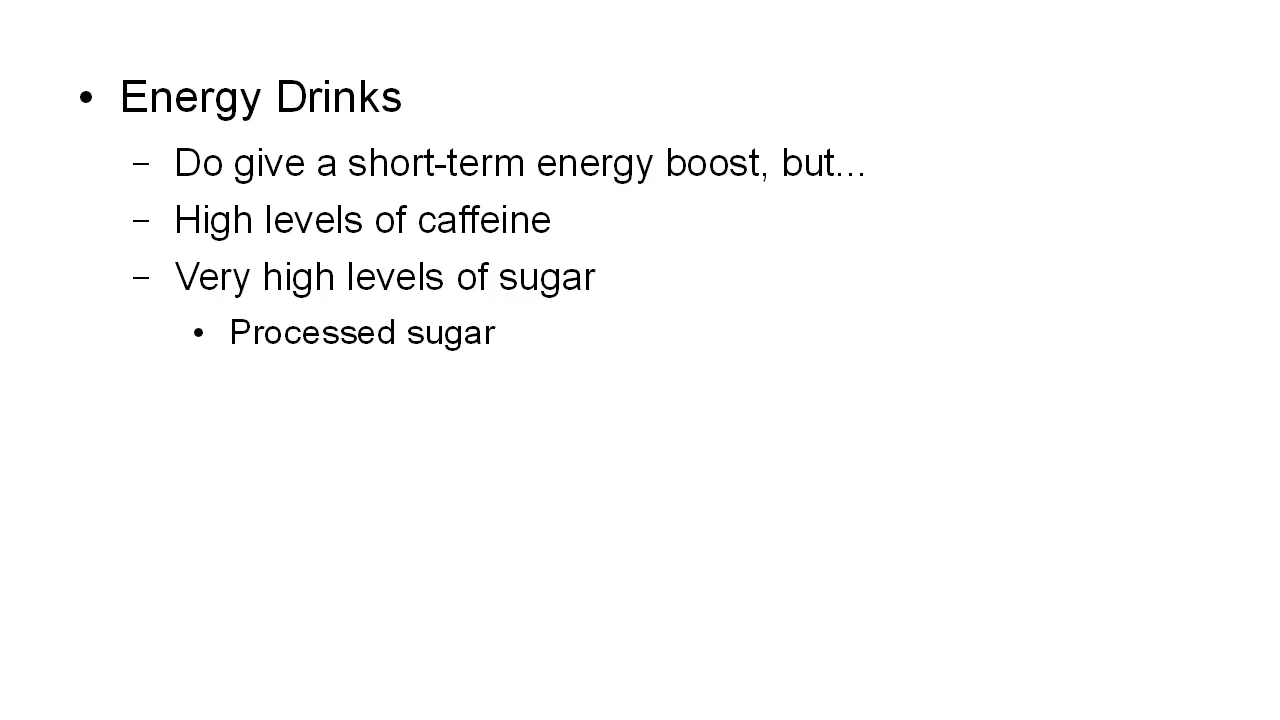 • Energy Drinks
– Do give a short-term energy boost, but...
– High levels of caffeine
– Very high levels of sugar
• Processed sugar